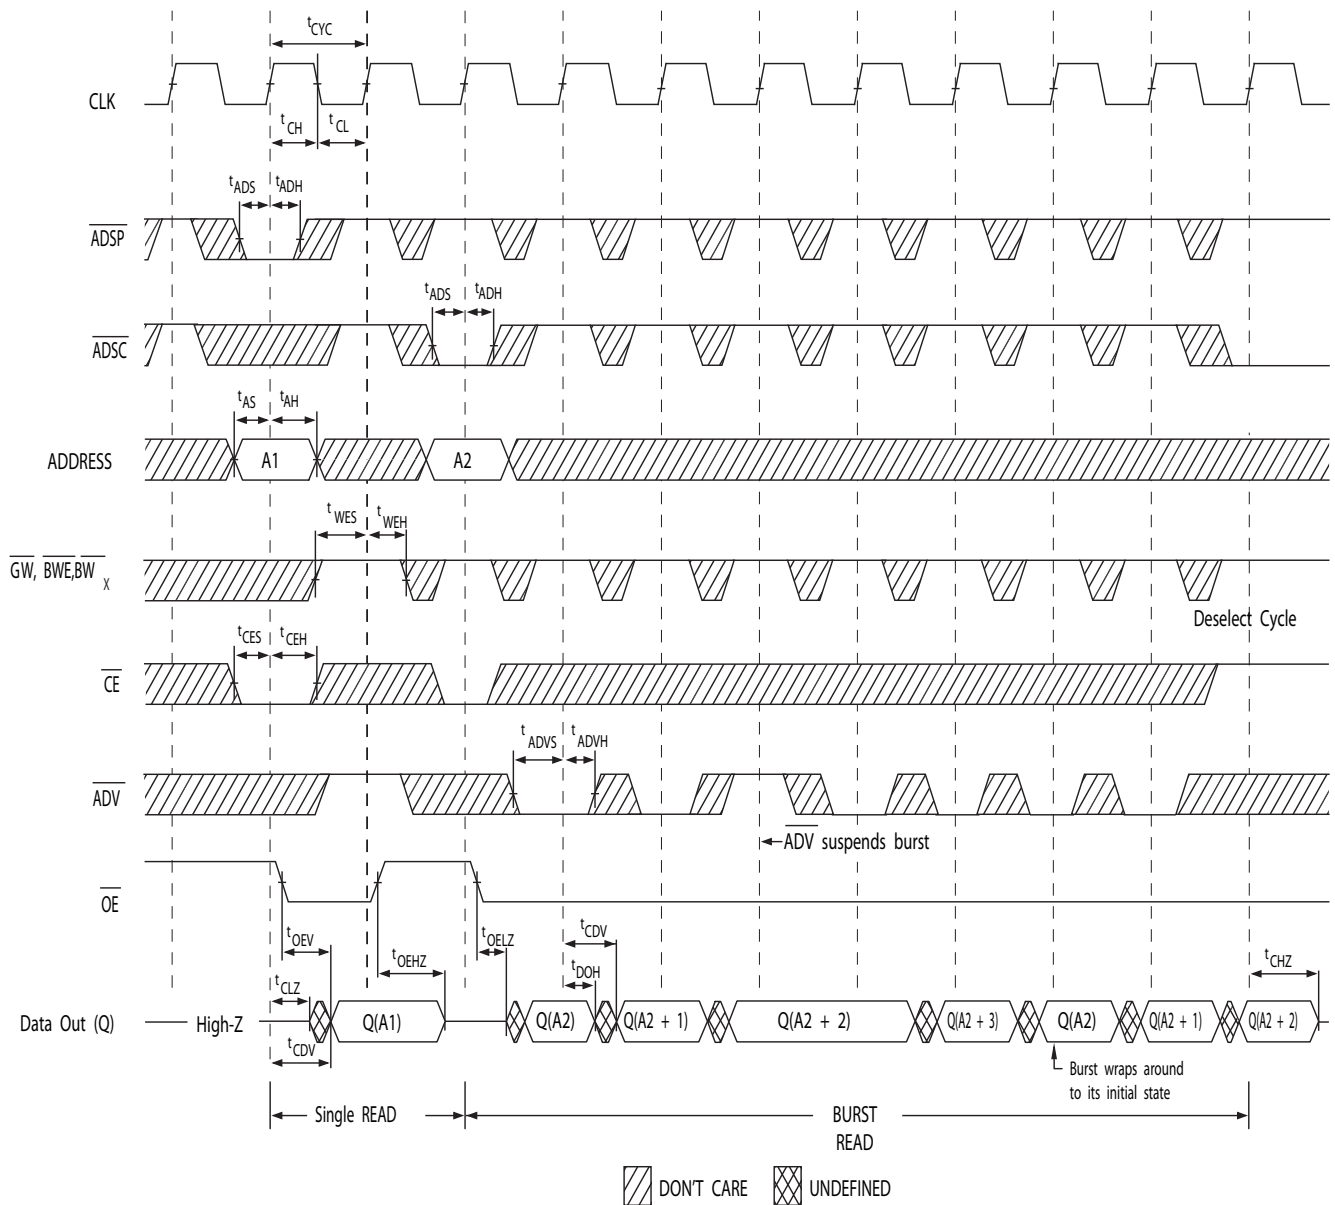 tCYC
CLK
tCH
tCL
tADS
tADH
ADSP
tADS
tADH
ADSC
tAS
tAH
ADDRESS
A1
A2
tWES
tWEH
GW, BWE,BW X
Deselect Cycle
tCES
tCEH
CE
tADVS
tADVH
ADV
ADV suspends burst
OE
tOEV
tOEHZ
tOELZ
tCDV
tCLZ
tDOH
tCHZ
Data Out (Q)
High-Z
Q(A1)
Q(A2)
Q(A2 + 1)
Q(A2 + 2)
Q(A2 + 3)
Q(A2)
Q(A2 + 1)
Q(A2 + 2)
tCDV
Burst wraps around
to its initial state
Single READ
BURST
READ
DON'T CARE
UNDEFINED